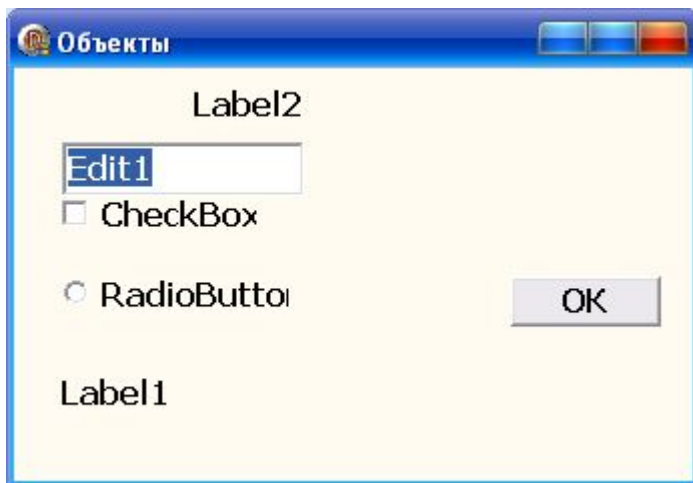 Объекты
Label2
Edit1
CheckBox
RadioButto
OK
Label1